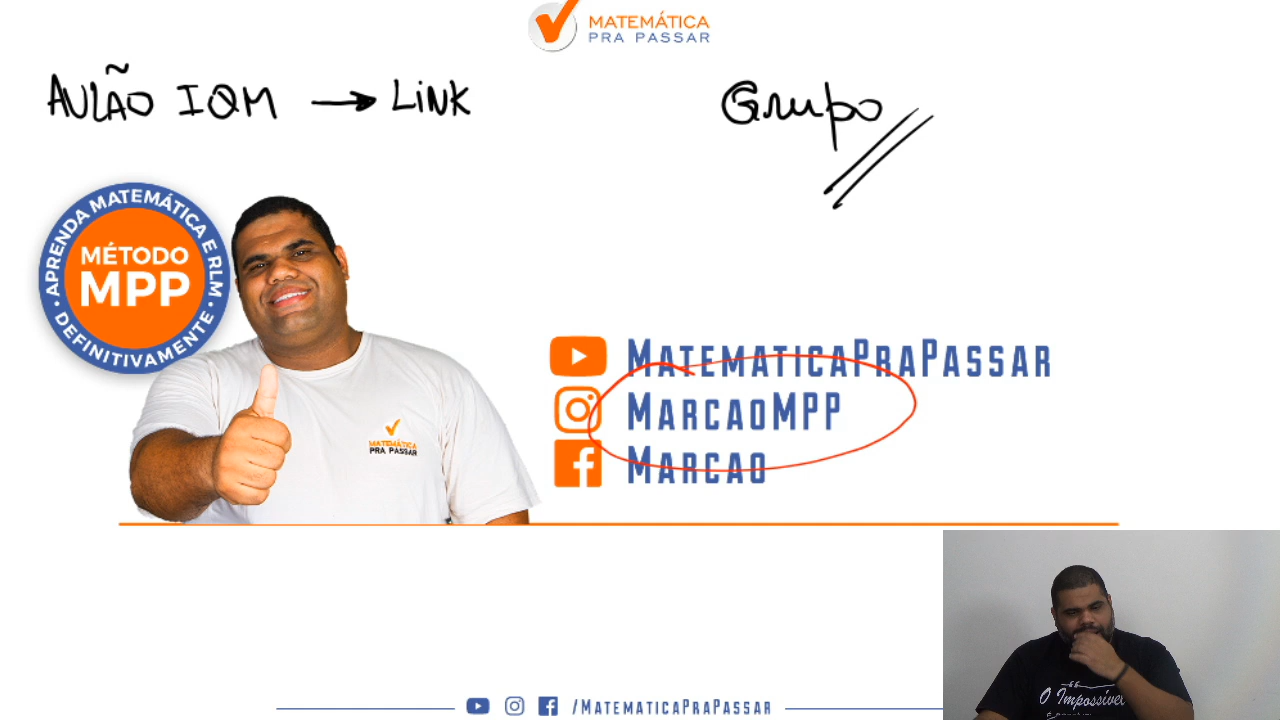 MATEMÁTICA
PRA PASSAR
AULÃO IQM → LINK
Grupo
APRENDA MATEMÁTICA E RLM
MÉTODO
MPP
DEFINITIVAMENTE
MATEMÁTICA
PRA PASSAR
MATEMATICAPRAPASSAR
MARCAOMPP
MARCAO
"
O Impossível
/MATEMATICAPRAPASSAR